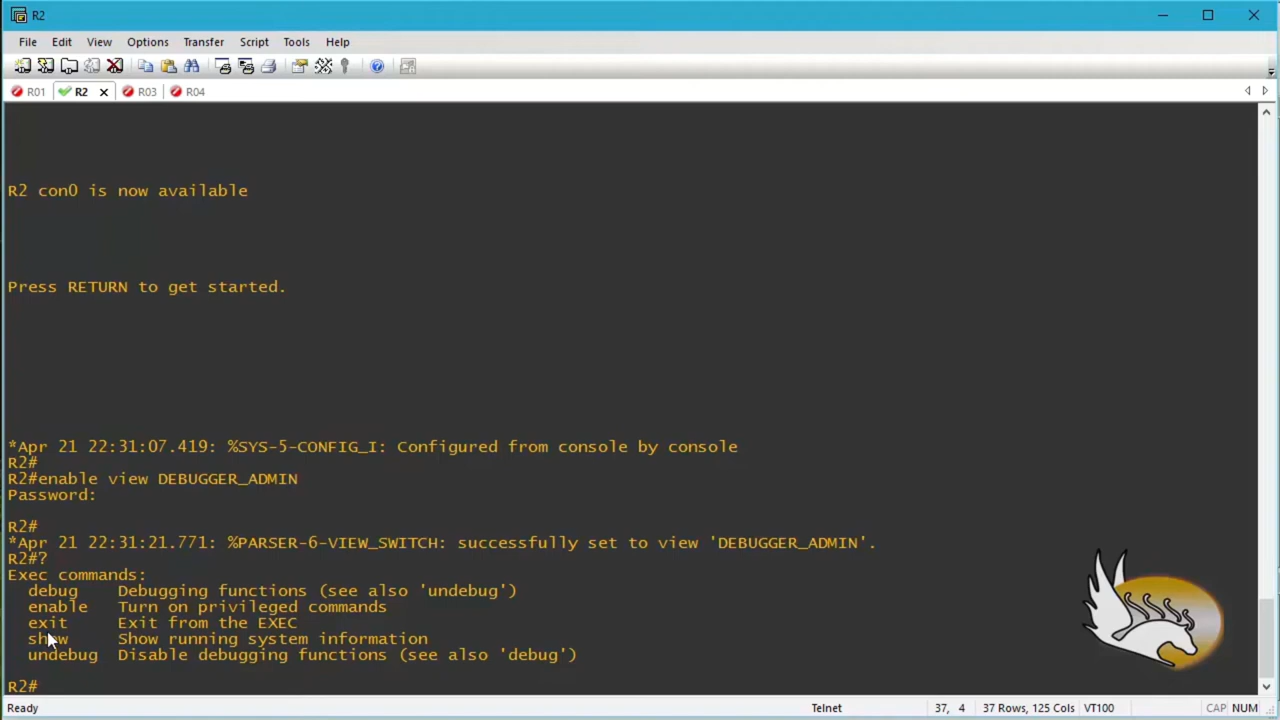 R2
File Edit View Options Transfer Script Tools Help
R01 R2 R03 R04
R2 con0 is now available
Press RETURN to get started.
*Apr 21 22:31:07.419: %SYS-5-CONFIG_I: Configured from console by console
R2#
R2#enable view DEBUGGER_ADMIN
Password:
R2#
*Apr 21 22:31:21.771: %PARSER-6-VIEW_SWITCH: successfully set to view 'DEBUGGER_ADMIN'.
R2#?
Exec commands:
debug Debugging functions (see also 'undebug')
enable Turn on privileged commands
exit Exit from the EXEC
show Show running system information
undebug Disable debugging functions (see also 'debug')
R2#
Ready Telnet 37, 4 37 Rows, 125 Cols VT100 CAP NUM